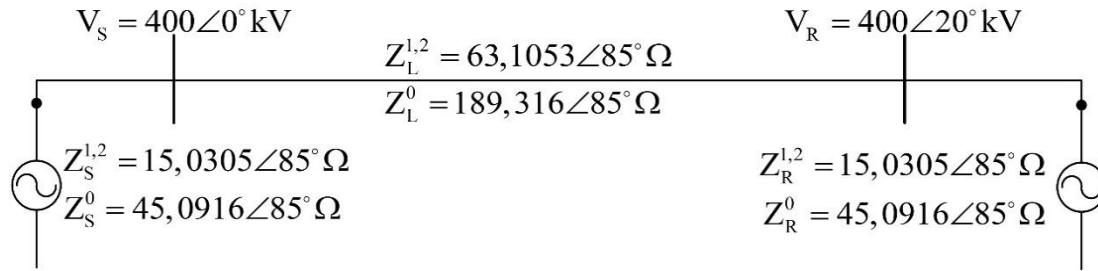 V_S = 400∠0° kV
V_R = 400∠20° kV
Z_L^{1,2} = 63,1053∠85° Ω
Z_L^0 = 189,316∠85° Ω
Z_S^{1,2} = 15,0305∠85° Ω
Z_S^0 = 45,0916∠85° Ω
Z_R^{1,2} = 15,0305∠85° Ω
Z_R^0 = 45,0916∠85° Ω